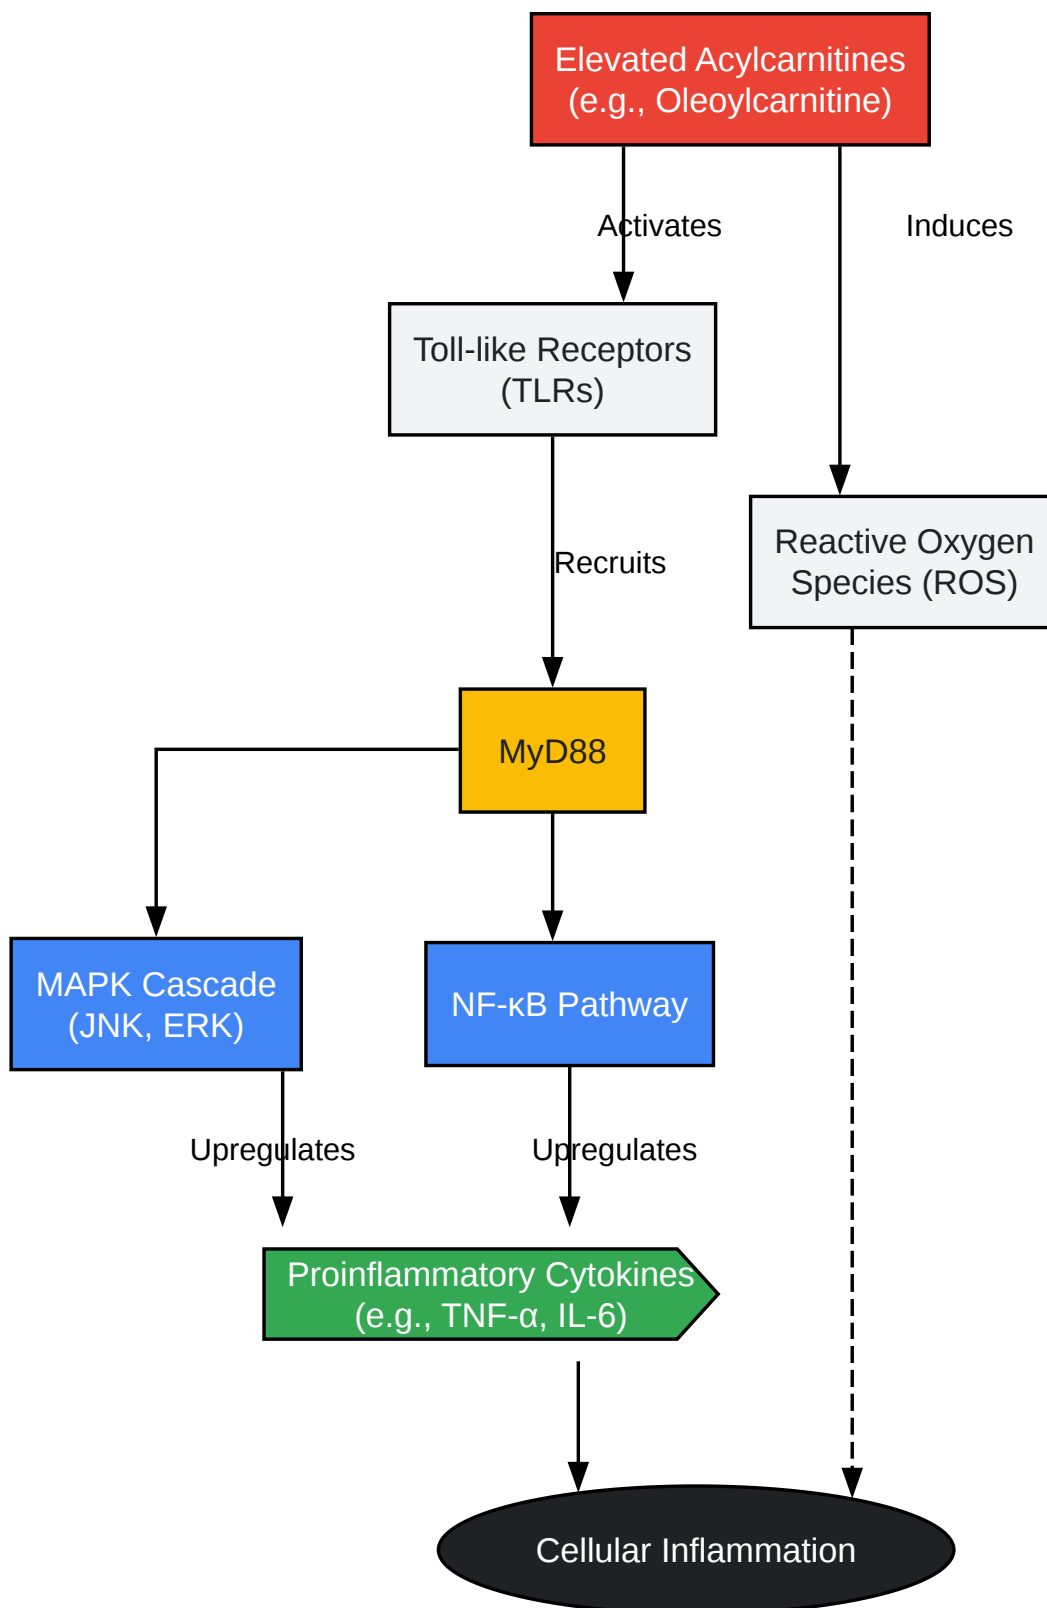 Elevated Acylcarnitines
(e.g., Oleoylcarnitine)
Activates
Induces
Toll-like Receptors
(TLRs)
Reactive Oxygen
Species (ROS)
Recruits
MyD88
MAPK Cascade
(JNK, ERK)
NF-κB Pathway
Upregulates
Upregulates
Proinflammatory Cytokines
(e.g., TNF-α, IL-6)
Cellular Inflammation